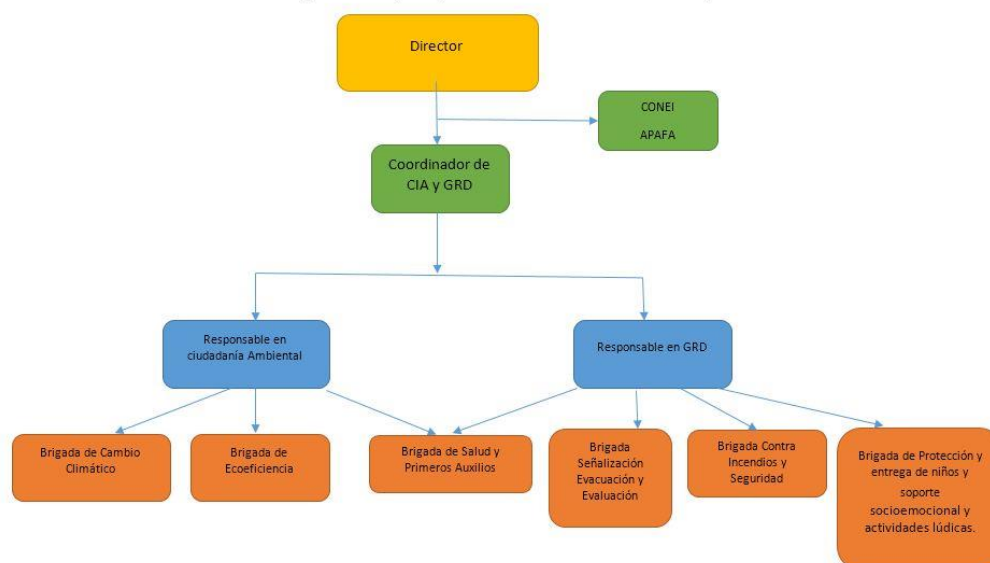 Director
CONEI
APAFA
Coordinador de
CIA y GRD
Responsable en
ciudadanía Ambiental
Responsable en GRD
Brigada de Cambio
Climático
Brigada de
Ecoeficiencia
Brigada de Salud y
Primeros Auxilios
Brigada
Señalización
Evacuación y
Evaluación
Brigada Contra
Incendios y
Seguridad
Brigada de Protección y
entrega de niños y
soporte
socioemocional y
actividades lúdicas.